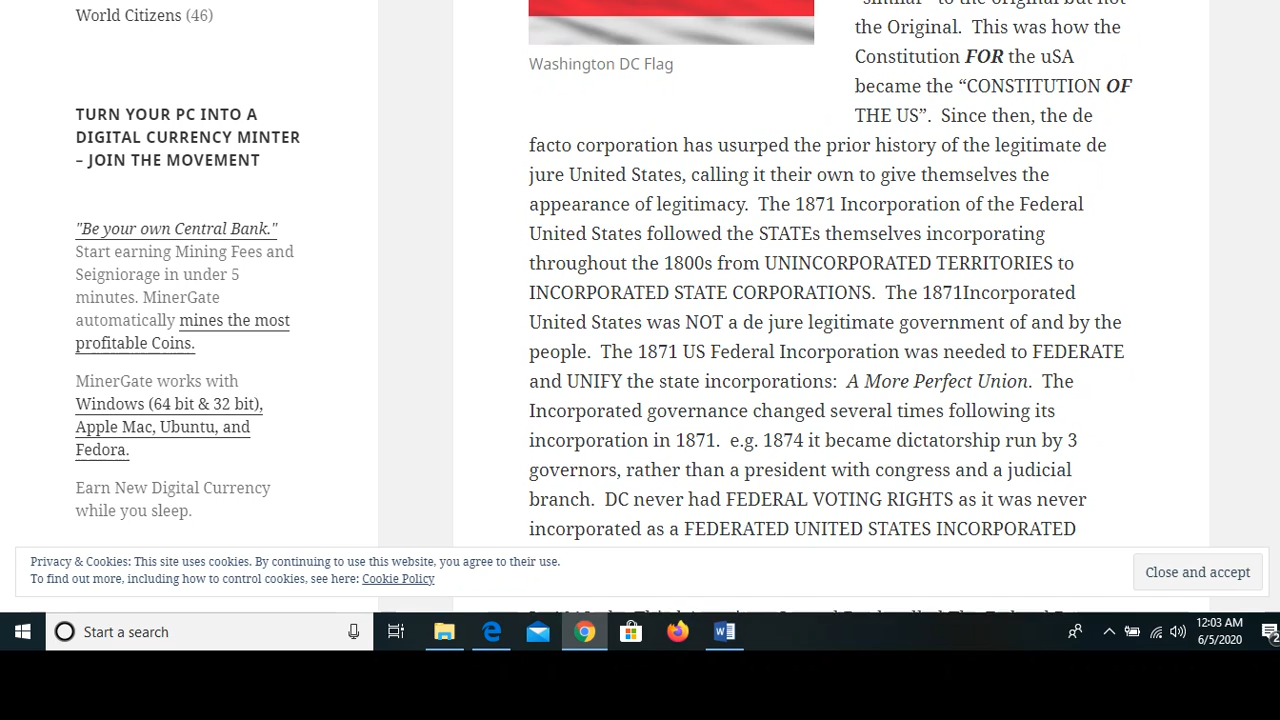 World Citizens (46)
TURN YOUR PC INTO A
DIGITAL CURRENCY MINTER
– JOIN THE MOVEMENT
"Be your own Central Bank."
Start earning Mining Fees and
Seigniorage in under 5
minutes. MinerGate
automatically mines the most
profitable Coins.
MinerGate works with
Windows (64 bit & 32 bit),
Apple Mac, Ubuntu, and
Fedora.
Earn New Digital Currency
while you sleep.
Washington DC Flag
"similar" to the original but not
the Original. This was how the
Constitution FOR the uSA
became the “CONSTITUTION OF
THE US”. Since then, the de
facto corporation has usurped the prior history of the legitimate de
jure United States, calling it their own to give themselves the
appearance of legitimacy. The 1871 Incorporation of the Federal
United States followed the STATEs themselves incorporating
throughout the 1800s from UNINCORPORATED TERRITORIES to
INCORPORATED STATE CORPORATIONS. The 1871Incorporated
United States was NOT a de jure legitimate government of and by the
people. The 1871 US Federal Incorporation was needed to FEDERATE
and UNIFY the state incorporations: A More Perfect Union. The
Incorporated governance changed several times following its
incorporation in 1871. e.g. 1874 it became dictatorship run by 3
governors, rather than a president with congress and a judicial
branch. DC never had FEDERAL VOTING RIGHTS as it was never
incorporated as a FEDERATED UNITED STATES INCORPORATED
Privacy & Cookies: This site uses cookies. By continuing to use this website, you agree to their use.
To find out more, including how to control cookies, see here: Cookie Policy
Close and accept
Start a search
12:03 AM
6/5/2020
2